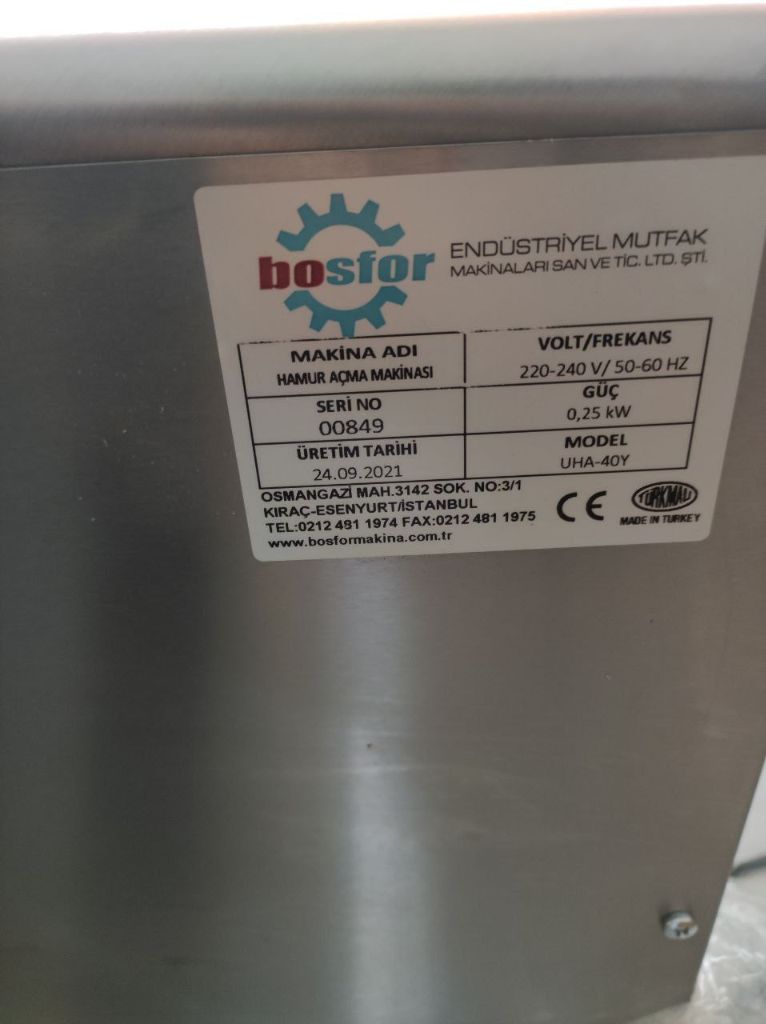 bosfor
ENDÜSTRİYEL MUTFAK
MAKİNALARI SAN VE TİC. LTD. ŞTİ.
MAKİNA ADI
HAMUR AÇMA MAKİNASI
VOLT/FREKANS
220-240 V/ 50-60 HZ
SERİ NO
00849
GÜÇ
0,25 kW
ÜRETİM TARİHİ
24.09.2021
MODEL
UHA-40Y
OSMANGAZİ MAH.3142 SOK. NO:3/1
KIRAÇ-ESENYURT/İSTANBUL
TEL:0212 481 1974 FAX:0212 481 1975
www.bosformakina.com.tr
CE
TÜRKMALI
MADE IN TURKEY